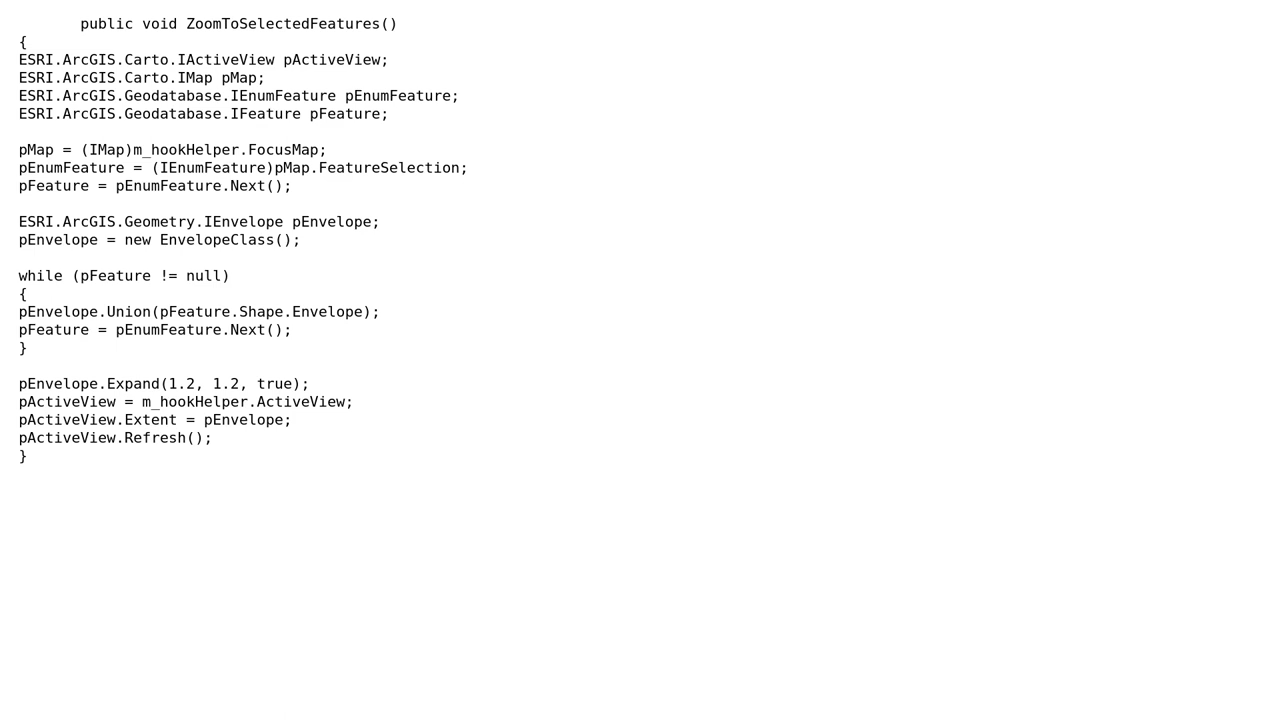 public void ZoomToSelectedFeatures()
{
ESRI.ArcGIS.Carto.IActiveView pActiveView;
ESRI.ArcGIS.Carto.IMap pMap;
ESRI.ArcGIS.Geodatabase.IEnumFeature pEnumFeature;
ESRI.ArcGIS.Geodatabase.IFeature pFeature;

pMap = (IMap)m_hookHelper.FocusMap;
pEnumFeature = (IEnumFeature)pMap.FeatureSelection;
pFeature = pEnumFeature.Next();

ESRI.ArcGIS.Geometry.IEnvelope pEnvelope;
pEnvelope = new EnvelopeClass();

while (pFeature != null)
{
pEnvelope.Union(pFeature.Shape.Envelope);
pFeature = pEnumFeature.Next();
}

pEnvelope.Expand(1.2, 1.2, true);
pActiveView = m_hookHelper.ActiveView;
pActiveView.Extent = pEnvelope;
pActiveView.Refresh();
}